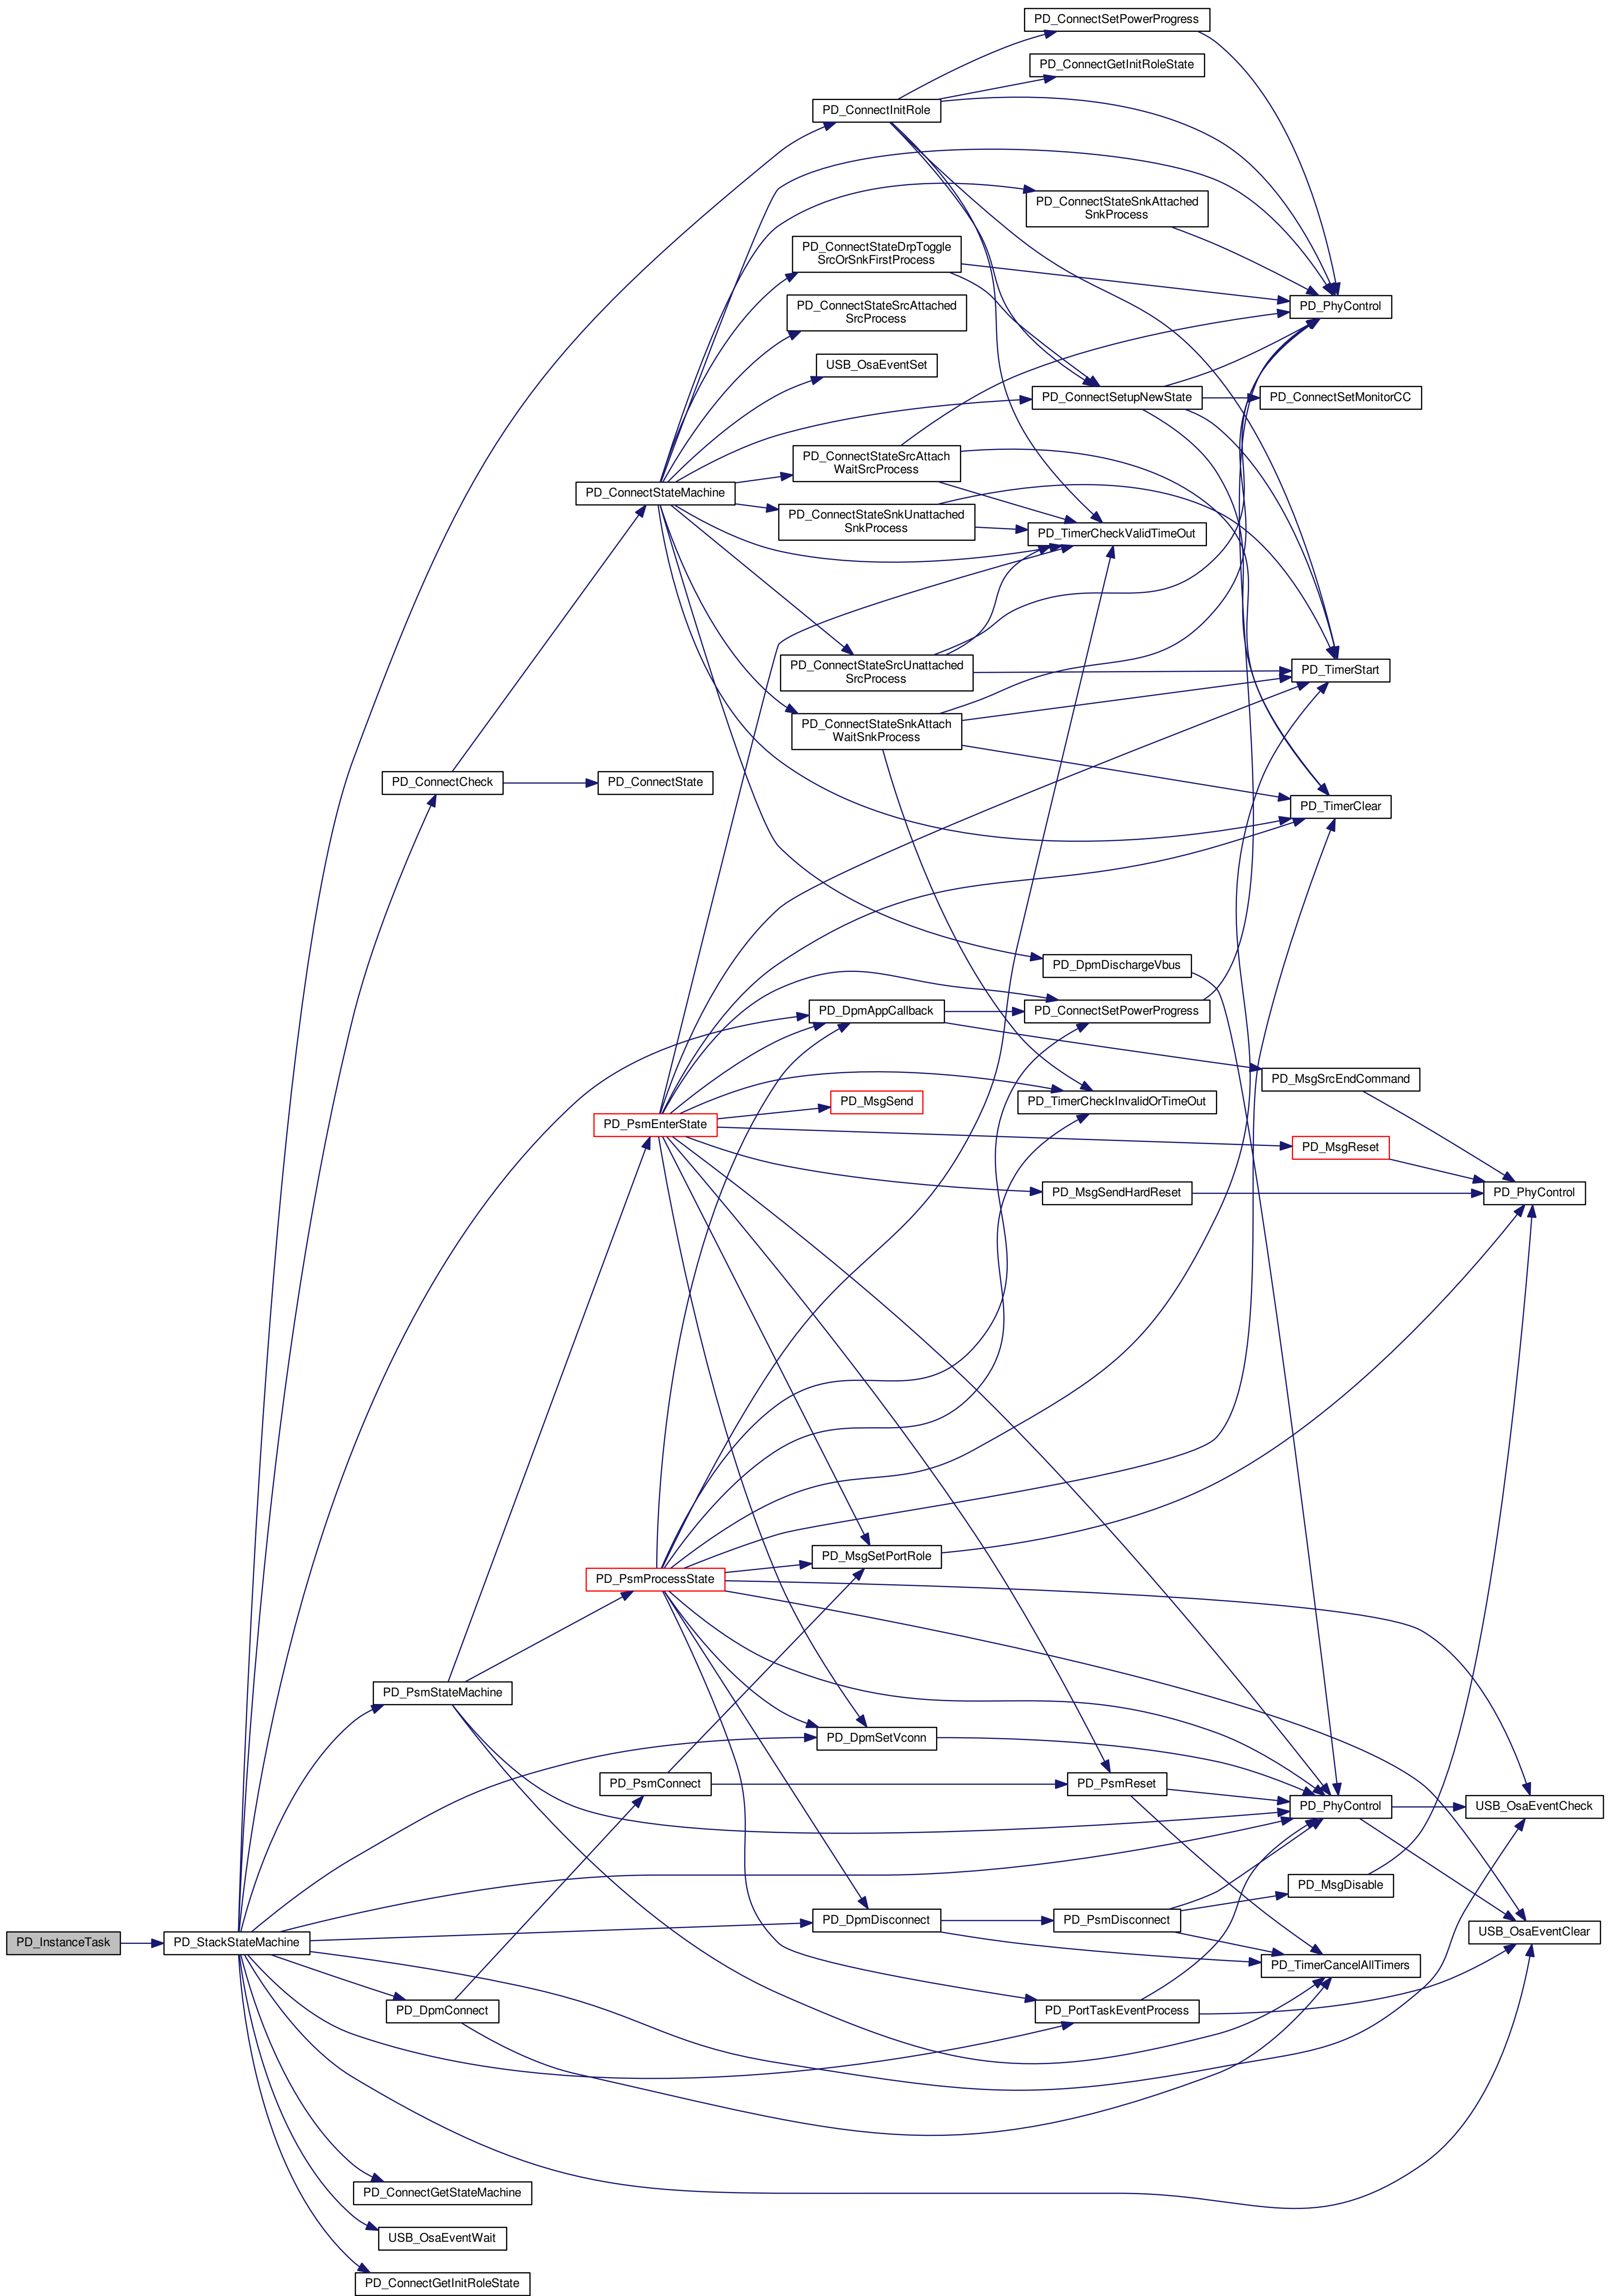 PD_ConnectSetPowerProgress
PD_ConnectGetInitRoleState
PD_ConnectInitRole
PD_ConnectStateSnkAttached
SnkProcess
PD_ConnectStateDrpToggle
SrcOrSnkFirstProcess
PD_ConnectStateSrcAttached
SrcProcess
PD_PhyControl
USB_OsaEventSet
PD_ConnectSetupNewState
PD_ConnectSetMonitorCC
PD_ConnectStateSrcAttach
WaitSrcProcess
PD_ConnectStateMachine
PD_ConnectStateSnkUnattached
SnkProcess
PD_TimerCheckValidTimeOut
PD_ConnectStateSrcUnattached
SrcProcess
PD_TimerStart
PD_ConnectStateSnkAttach
WaitSnkProcess
PD_ConnectCheck
PD_ConnectState
PD_TimerClear
PD_DpmDischargeVbus
PD_DpmAppCallback
PD_ConnectSetPowerProgress
PD_MsgSrcEndCommand
PD_MsgSend
PD_TimerCheckInvalidOrTimeOut
PD_PsmEnterState
PD_MsgReset
PD_MsgSendHardReset
PD_PhyControl
PD_MsgSetPortRole
PD_PsmProcessState
PD_PsmStateMachine
PD_DpmSetVconn
PD_PsmConnect
PD_PsmReset
PD_PhyControl
USB_OsaEventCheck
PD_MsgDisable
PD_DpmDisconnect
PD_PsmDisconnect
USB_OsaEventClear
PD_InstanceTask
PD_StackStateMachine
PD_TimerCancelAllTimers
PD_DpmConnect
PD_PortTaskEventProcess
PD_ConnectGetStateMachine
USB_OsaEventWait
PD_ConnectGetInitRoleState